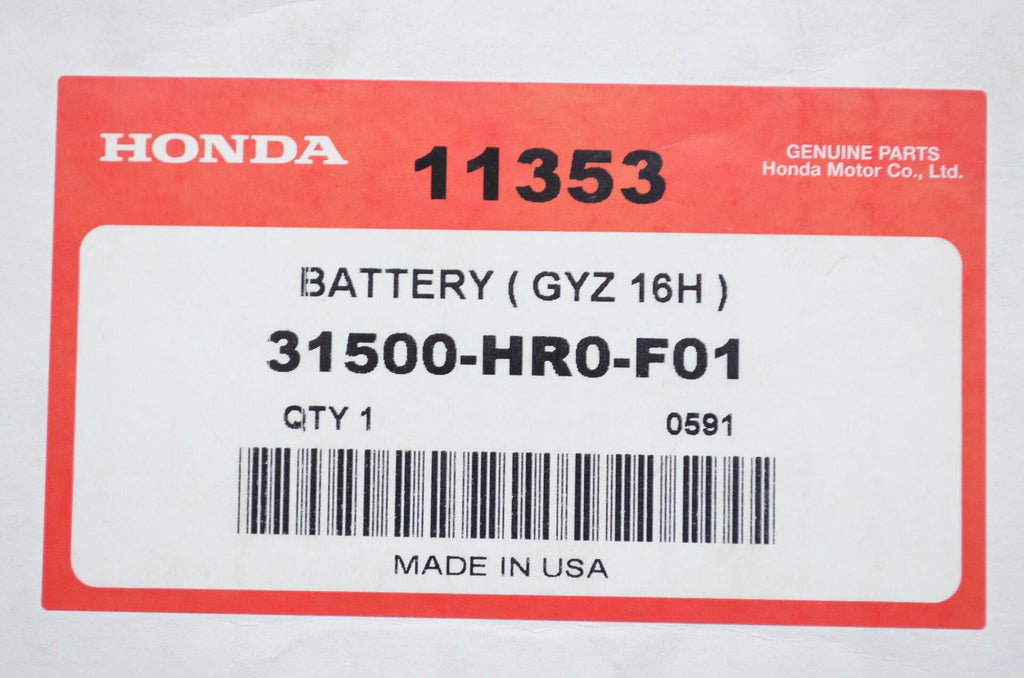 HONDA
11353
GENUINE PARTS
Honda Motor Co., Ltd.
BATTERY ( GYZ 16H )
31500-HR0-F01
QTY 1
0591
MADE IN USA